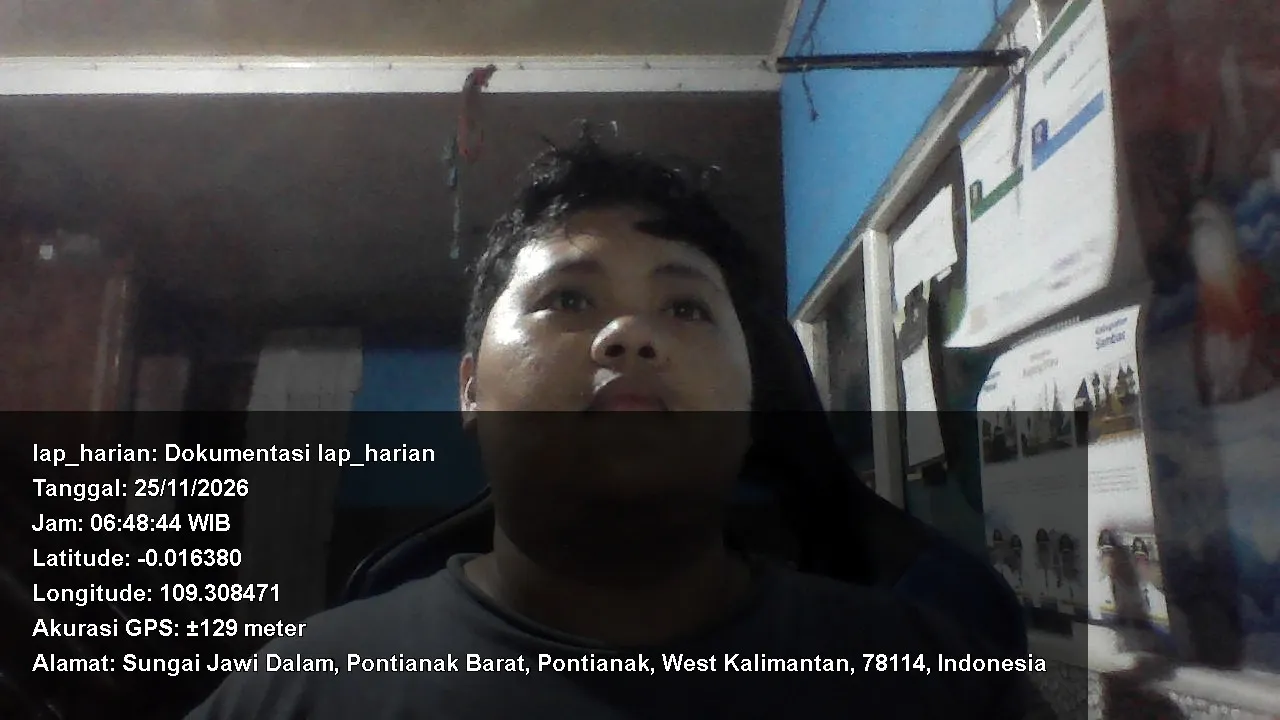 lap_harian: Dokumentasi lap_harian
Tanggal: 25/11/2026
Jam: 06:48:44 WIB
Latitude: -0.016380
Longitude: 109.308471
Akurasi GPS: ±129 meter
Alamat: Sungai Jawi Dalam, Pontianak Barat, Pontianak, West Kalimantan, 78114, Indonesia
Sambas